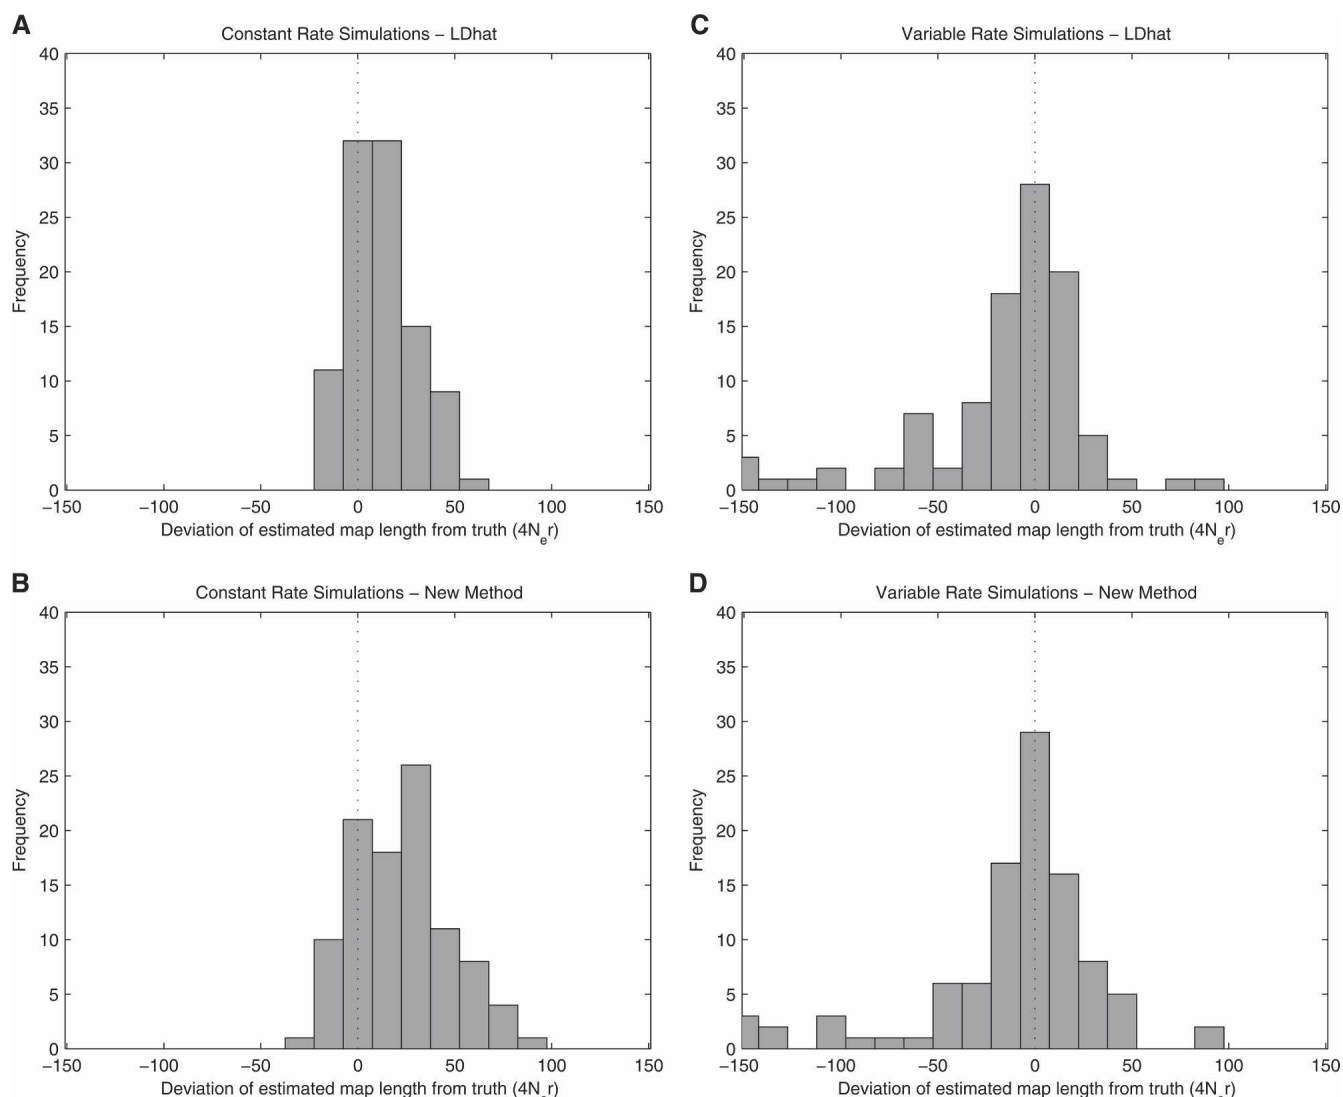 A
Constant Rate Simulations – LDhat
40
35
30
25
20
15
10
5
0
Frequency
−150 −100 −50 0 50 100 150
Deviation of estimated map length from truth (4Ner)
C
Variable Rate Simulations – LDhat
40
35
30
25
20
15
10
5
0
Frequency
−150 −100 −50 0 50 100 150
Deviation of estimated map length from truth (4Ner)
B
Constant Rate Simulations – New Method
40
35
30
25
20
15
10
5
0
Frequency
−150 −100 −50 0 50 100 150
Deviation of estimated map length from truth (4Ner)
D
Variable Rate Simulations – New Method
40
35
30
25
20
15
10
5
0
Frequency
−150 −100 −50 0 50 100 150
Deviation of estimated map length from truth (4Ner)